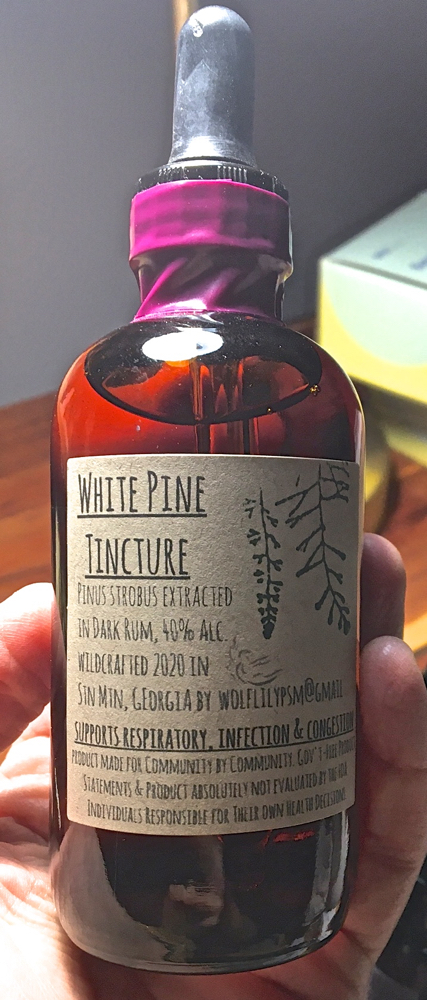 White Pine
Tincture
Pinus strobus extracted
in Dark Rum, 40% Alc.
wildcrafted 2020 in
Sin Min, Georgia by wolflilypsm@gmail
Supports Respiratory, Infection & Congestion
Product made for Community by Community. Gov't-Free Product
Statements & Product absolutely not evaluated by the FDA
Individuals Responsible for Their own Health Decisions